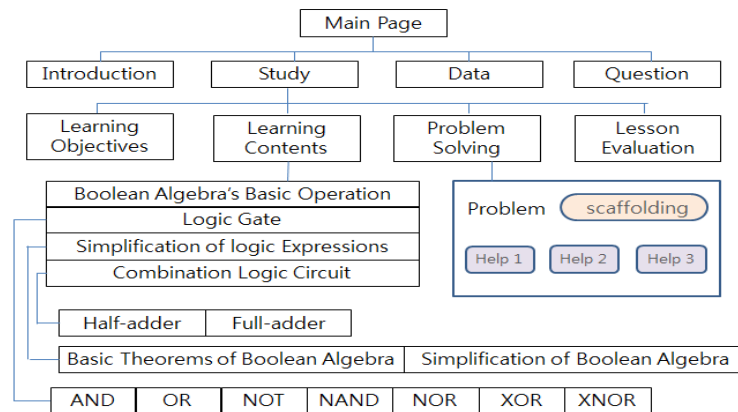 Main Page
Introduction
Study
Data
Question
Learning
Objectives
Learning
Contents
Problem
Solving
Lesson
Evaluation
Boolean Algebra's Basic Operation
Logic Gate
Simplification of logic Expressions
Combination Logic Circuit
Problem
scaffolding
Help 1
Help 2
Help 3
Half-adder
Full-adder
Basic Theorems of Boolean Algebra
Simplification of Boolean Algebra
AND
OR
NOT
NAND
NOR
XOR
XNOR